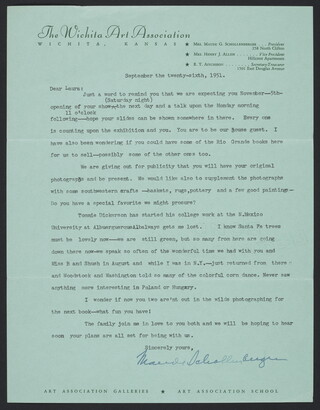 The Wichita Art Association
WICHITA, KANSAS
★ Mrs. Maude G. Schollenberger President
★ Mrs. Henry J. Allen Vice-President
★ Secretary-Treasurer
September the twenty-sixth, 1951.
Dear Laura:
Just a word to remind you that we are expecting you November--5th-
(Saturday night)
opening of your show, the next day and a talk upon the Monday morning
11 o'clock
following--hope your slides can be shown somewhere in there. Every one
is counting upon the exhibition and you. You are to be our house guest. I
have also been wondering if you could have some of the Rio Grande books here
for us to sell--possibly some of the other ones too.
We are giving out for publicity that you will have your original
photographs and be present. We would like also to supplement the photographs
with some southwestern crafts --baskets, rugs, pottery and a few good paintings-
Do you have a special favorite we might procure?
Tommie Dickerson has started his college work at the N.Mexico
University at Albuquerque always gets me lost. I know Santa Fe trees
must be lovely now--we are still green, but so many from here are going
down there now--we speak so often of the wonderful time we had with you and
Miss B and Shush in August and while I was in N.Y.--just returned from there
and Woodstock and Washington told so many of the colorful corn dance. Never saw
anything more interesting in Poland or Hungary.
I wonder if now you two are out in the wilds photographing for
the next book--what fun you have!
The family join me in love to you both and we will be hoping to hear
soon your plans are all set for being with us.
Sincerely yours,
Maude Schollenberger
ART ASSOCIATION GALLERIES ★ ART ASSOCIATION SCHOOL